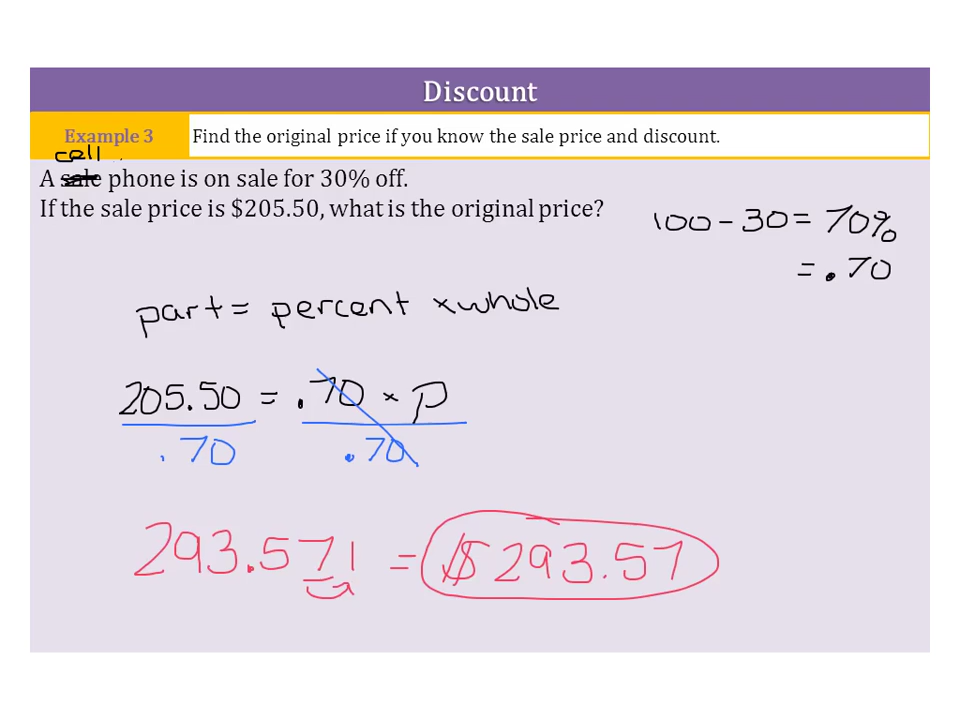 Discount
Example 3 Find the original price if you know the sale price and discount.
cell
A sale phone is on sale for 30% off.
If the sale price is $205.50, what is the original price?
100 - 30 = 70%
= .70
part = percent × whole
205.50 = .70 × p
.70 .70
293.571 = $293.57